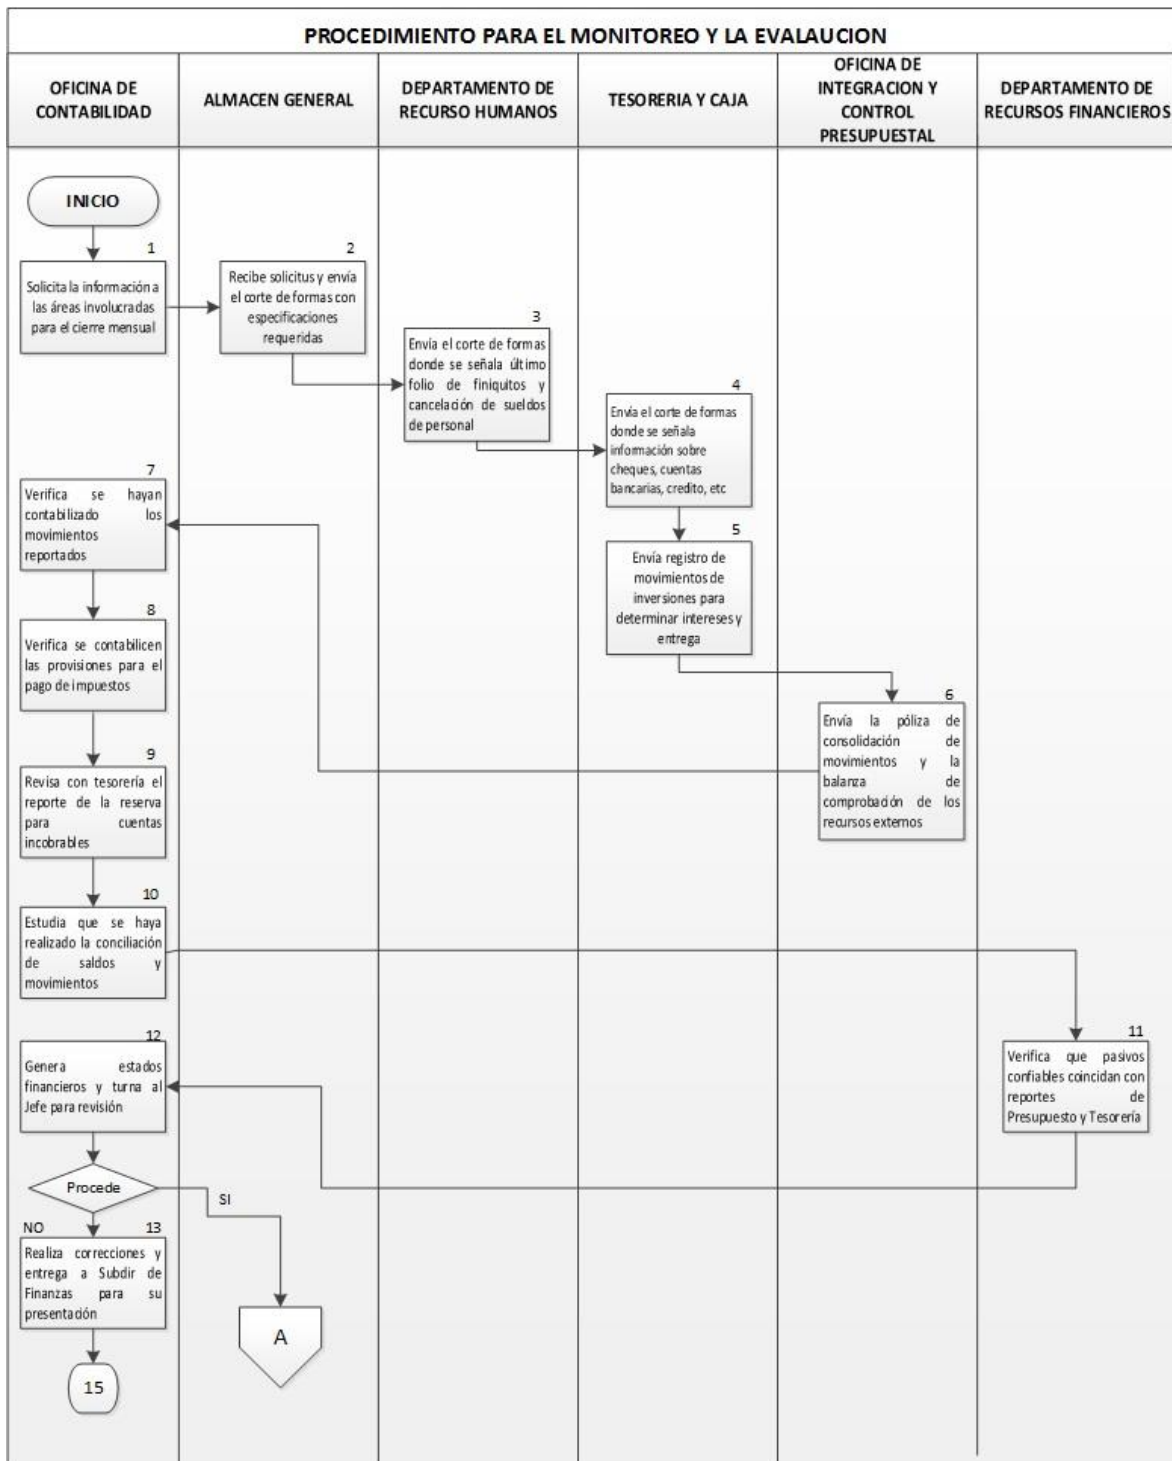 PROCEDIMIENTO PARA EL MONITOREO Y LA EVALAUCION
OFICINA DE
CONTABILIDAD
ALMACEN GENERAL
DEPARTAMENTO DE
RECURSO HUMANOS
TESORERIA Y CAJA
OFICINA DE
INTEGRACION Y
CONTROL
PRESUPUESTAL
DEPARTAMENTO DE
RECURSOS FINANCIEROS
INICIO
1
Solicita la información a
las áreas involucradas
para el cierre mensual
2
Recibe solicitus y envía
el corte de formas con
especificaciones
requeridas
3
Envía el corte de formas
donde se señala último
folio de finiquitos y
cancelación de sueldos
de personal
4
Envía el corte de formas
donde se señala
información sobre
cheques, cuentas
bancarias, credito, etc
5
Envía registro de
movimientos de
inversiones para
determinar intereses y
entrega
6
Envía la póliza de
consolidación de
movimientos y la
balanza de
comprobación de los
recursos externos
7
Verifica se hayan
contabilizado los
movimientos
reportados
8
Verifica se contabilicen
las provisiones para el
pago de impuestos
9
Revisa con tesorería el
reporte de la reserva
para cuentas
incobrables
10
Estudia que se haya
realizado la conciliación
de saldos y
movimientos
11
Verifica que pasivos
confiables coincidan con
reportes de
Presupuesto y Tesorería
12
Genera estados
financieros y turna al
Jefe para revisión
Procede
SI
NO
13
Realiza correcciones y
entrega a Subdir de
Finanzas para su
presentación
A
15